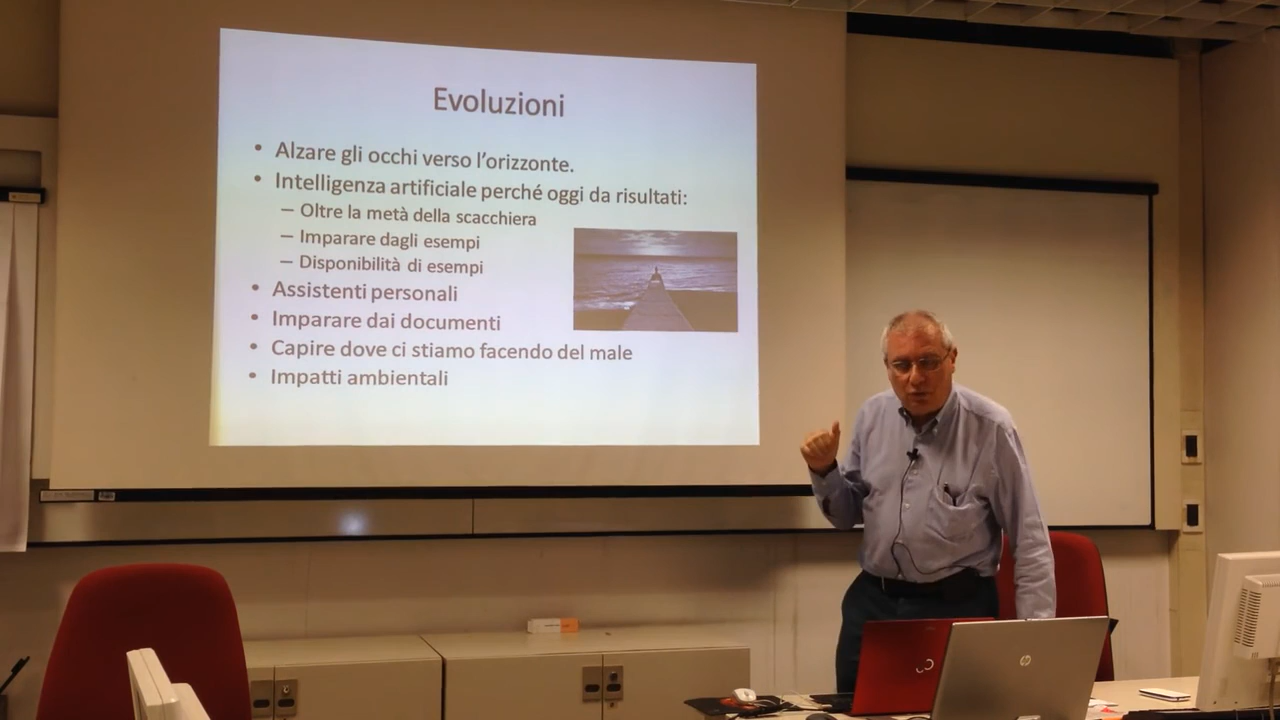 Evoluzioni
• Alzare gli occhi verso l'orizzonte.
• Intelligenza artificiale perché oggi da risultati:
– Oltre la metà della scacchiera
– Imparare dagli esempi
– Disponibilità di esempi
• Assistenti personali
• Imparare dai documenti
• Capire dove ci stiamo facendo del male
• Impatti ambientali
hp